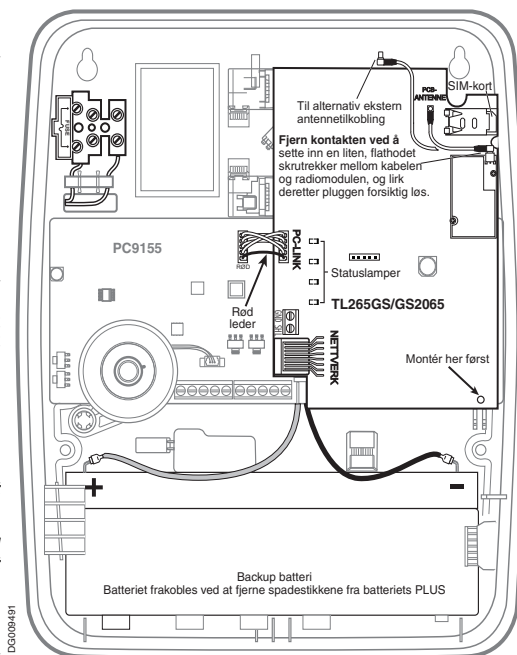 Til alternativ ekstern
antennetilkobling
PCB-
ANTENNE
SIM-kort
Fjern kontakten ved å
sette inn en liten, flathodet
skrutrekker mellom kabelen
og radiomodulen, og lirk
deretter pluggen forsiktig løs.
FUSE
PC9155
PC-LINK
RØD
Statuslamper
Rød
leder
TL265GS/GS2065
NETTVERK
Montér her først
+
-
Backup batteri
Batteriet frakobles ved at fjerne spadestikkene fra batteriets PLUS
DG009491